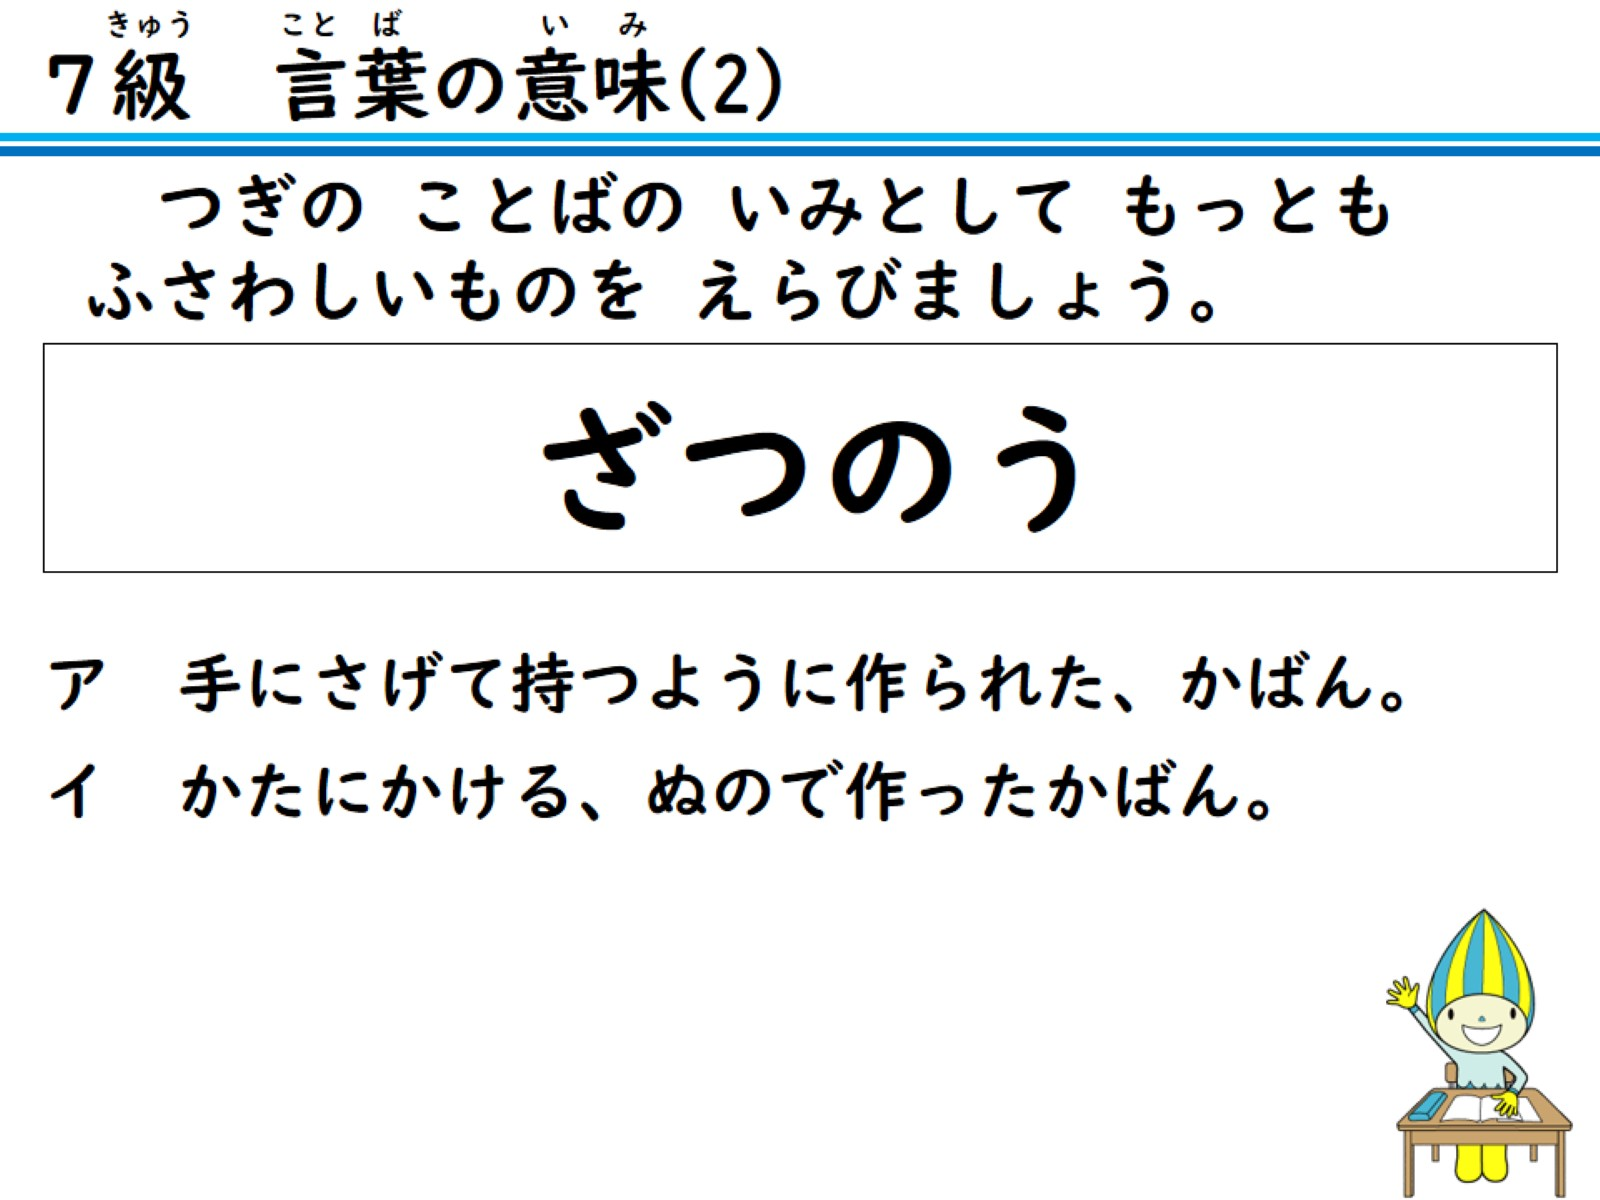 きゅう ことば いみ
７級　言葉の意味(2)
つぎの ことばの いみとして もっとも
ふさわしいものを えらびましょう。
ざつのう
ア　手にさげて持つように作られた、かばん。
イ　かたにかける、ぬので作ったかばん。